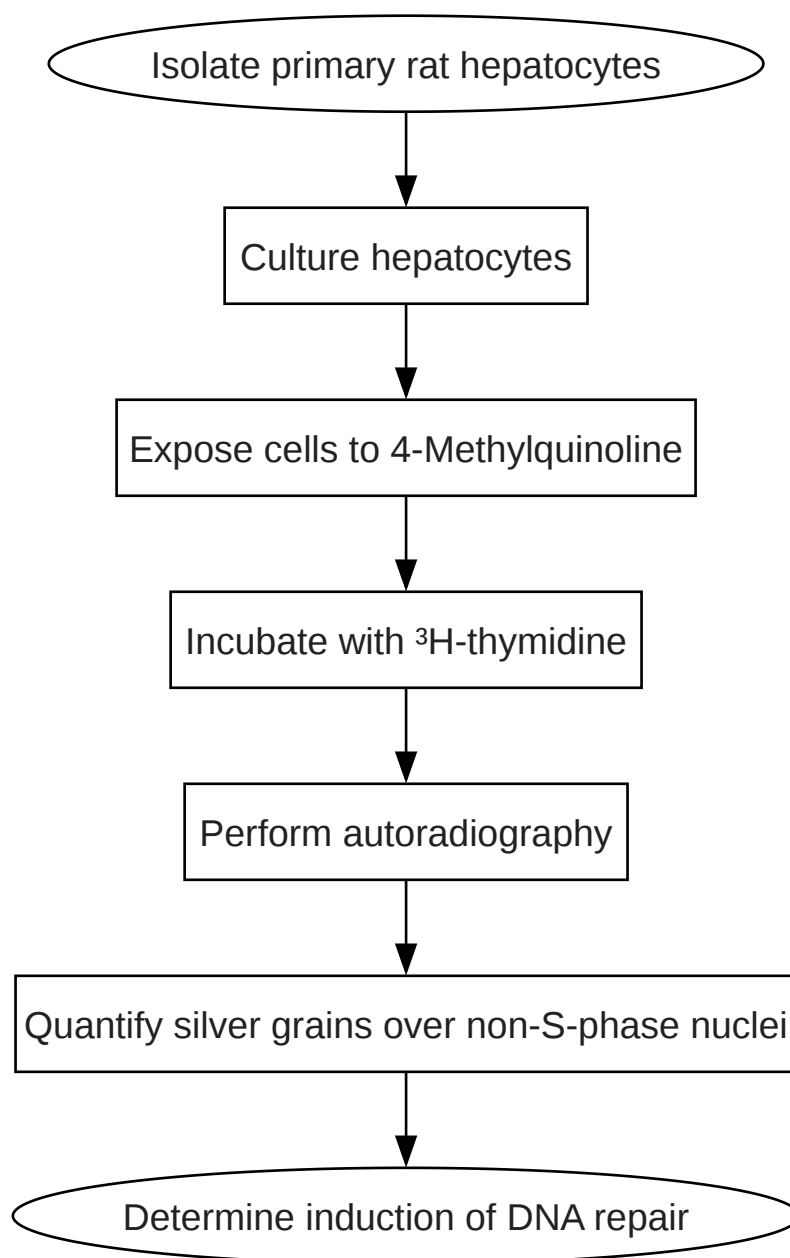 Isolate primary rat hepatocytes
Culture hepatocytes
Expose cells to 4-Methylquinoline
Incubate with ³H-thymidine
Perform autoradiography
Quantify silver grains over non-S-phase nuclei
Determine induction of DNA repair